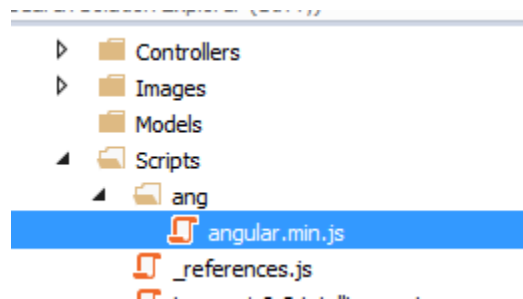 Controllers
Images
Models
Scripts
ang
angular.min.js
_references.js